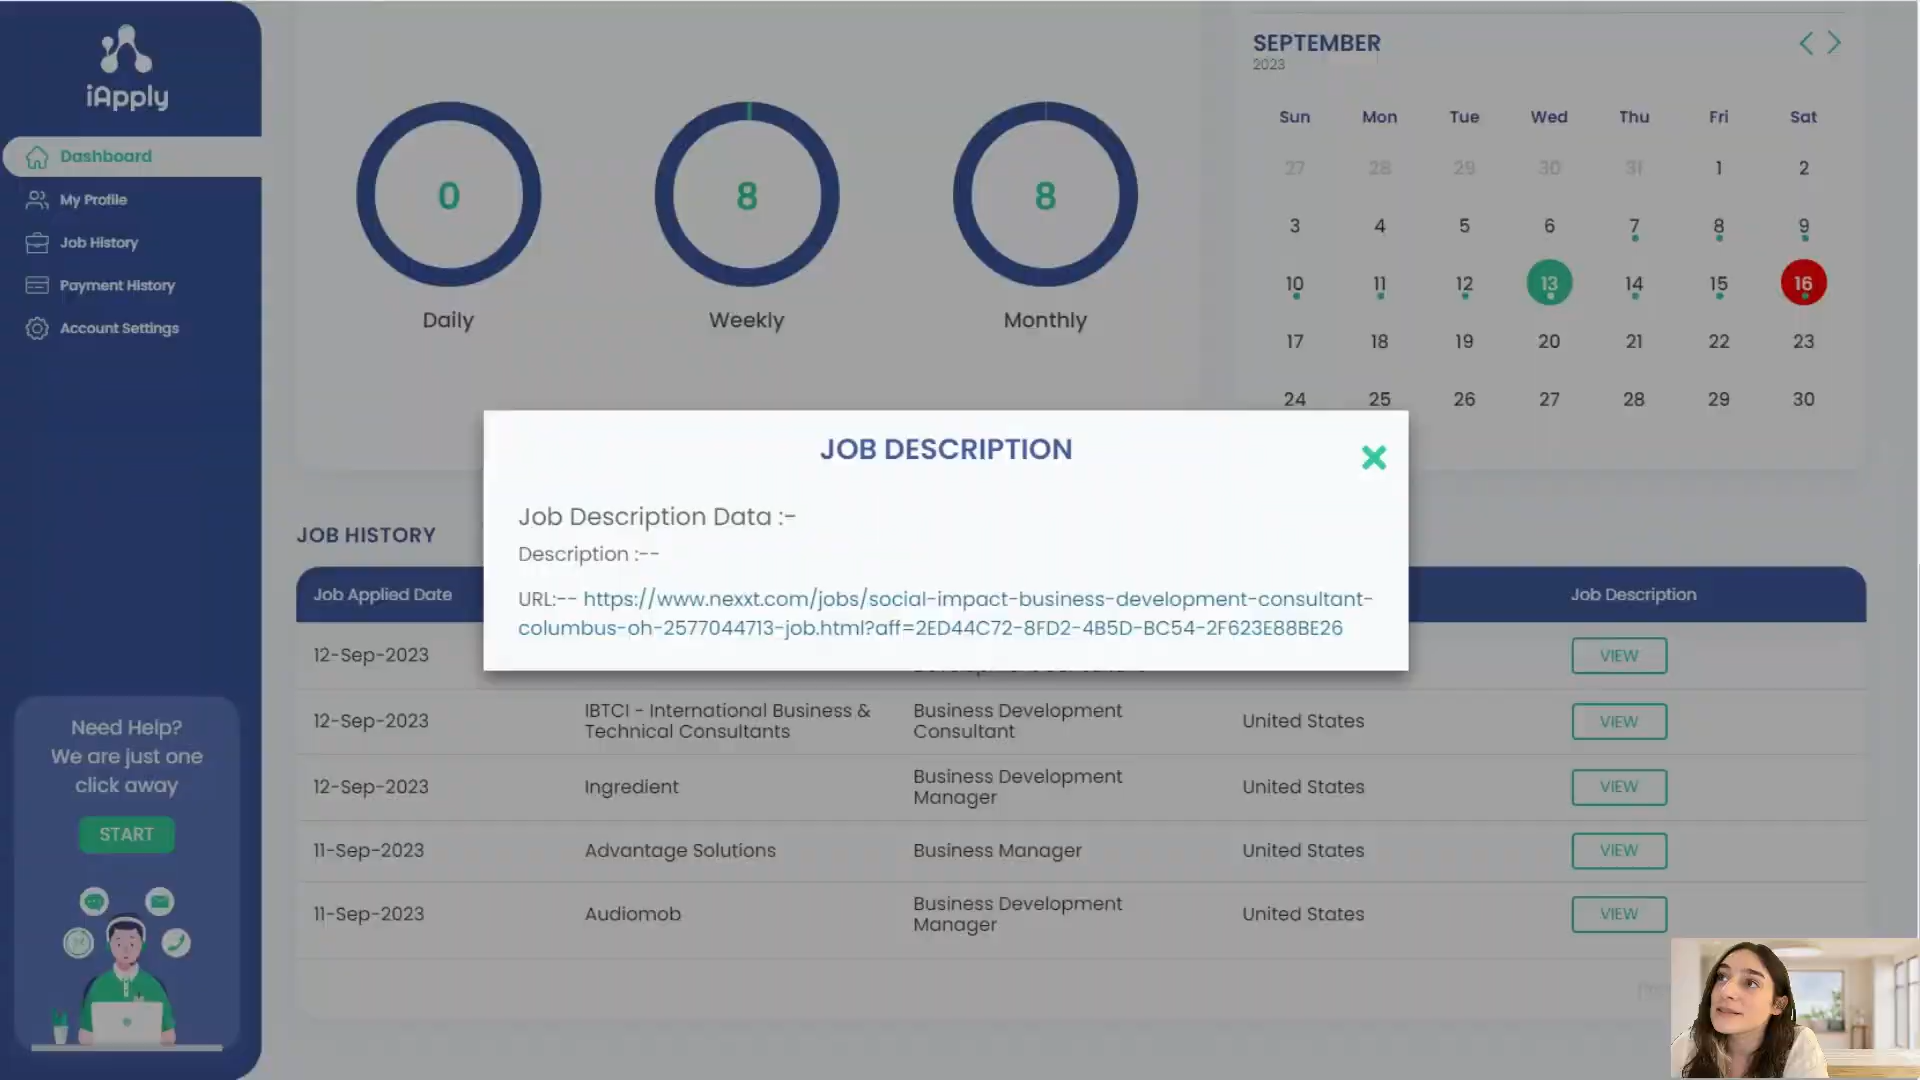 iApply
Dashboard
My Profile
Job History
Payment History
Account Settings
Need Help?
We are just one
click away
START
0
8
8
Daily
Weekly
Monthly
SEPTEMBER
2023
Sun Mon Tue Wed Thu Fri Sat
27 28 29 30 31 1 2
3 4 5 6 7 8 9
10 11 12 13 14 15 16
17 18 19 20 21 22 23
24 25 26 27 28 29 30
JOB DESCRIPTION
Job Description Data :-
Description :--
URL:-- https://www.nexxt.com/jobs/social-impact-business-development-consultant-
columbus-oh-2577044713-job.html?aff=2ED44C72-8FD2-4B5D-BC54-2F623E88BE26
JOB HISTORY
Job Applied Date
Job Description
12-Sep-2023
VIEW
12-Sep-2023
IBTCI - International Business &
Technical Consultants
Business Development
Consultant
United States
VIEW
12-Sep-2023
Ingredient
Business Development
Manager
United States
VIEW
11-Sep-2023
Advantage Solutions
Business Manager
United States
VIEW
11-Sep-2023
Audiomob
Business Development
Manager
United States
VIEW